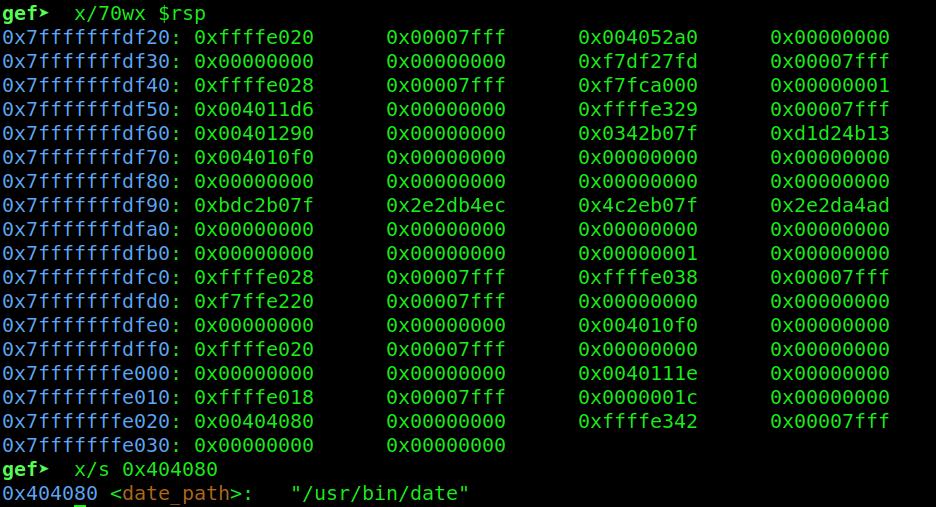 gef➤  x/70wx $rsp
0x7fffffffdf20: 0xffffe020 0x00007fff 0x004052a0 0x00000000
0x7fffffffdf30: 0x00000000 0x00000000 0xf7df27fd 0x00007fff
0x7fffffffdf40: 0xffffe028 0x00007fff 0xf7fca000 0x00000001
0x7fffffffdf50: 0x004011d6 0x00000000 0xffffe329 0x00007fff
0x7fffffffdf60: 0x00401290 0x00000000 0x0342b07f 0xd1d24b13
0x7fffffffdf70: 0x004010f0 0x00000000 0x00000000 0x00000000
0x7fffffffdf80: 0x00000000 0x00000000 0x00000000 0x00000000
0x7fffffffdf90: 0xbdc2b07f 0x2e2db4ec 0x4c2eb07f 0x2e2da4ad
0x7fffffffdfa0: 0x00000000 0x00000000 0x00000000 0x00000000
0x7fffffffdfb0: 0x00000000 0x00000000 0x00000001 0x00000000
0x7fffffffdfc0: 0xffffe028 0x00007fff 0xffffe038 0x00007fff
0x7fffffffdfd0: 0xf7ffe220 0x00007fff 0x00000000 0x00000000
0x7fffffffdfe0: 0x00000000 0x00000000 0x004010f0 0x00000000
0x7fffffffdff0: 0xffffe020 0x00007fff 0x00000000 0x00000000
0x7fffffffe000: 0x00000000 0x00000000 0x0040111e 0x00000000
0x7fffffffe010: 0xffffe018 0x00007fff 0x0000001c 0x00000000
0x7fffffffe020: 0x00404080 0x00000000 0xffffe342 0x00007fff
0x7fffffffe030: 0x00000000 0x00000000
gef➤  x/s 0x404080
0x404080 <date_path>:   "/usr/bin/date"